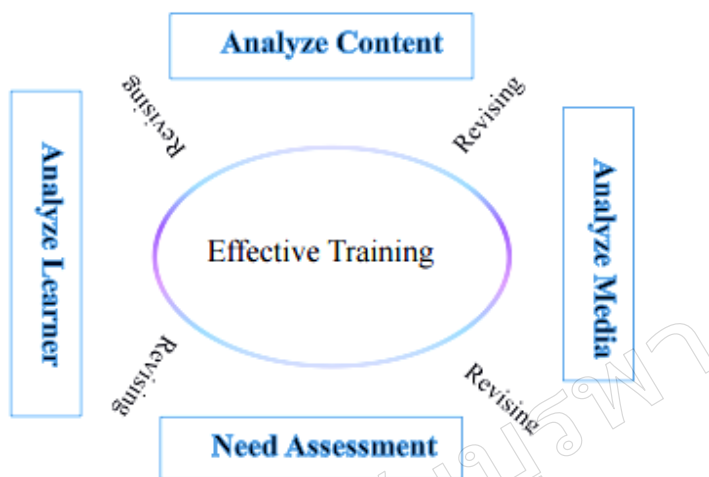 Analyze Content
Revising
Revising
Analyze Learner
Effective Training
Analyze Media
Revising
Revising
Need Assessment